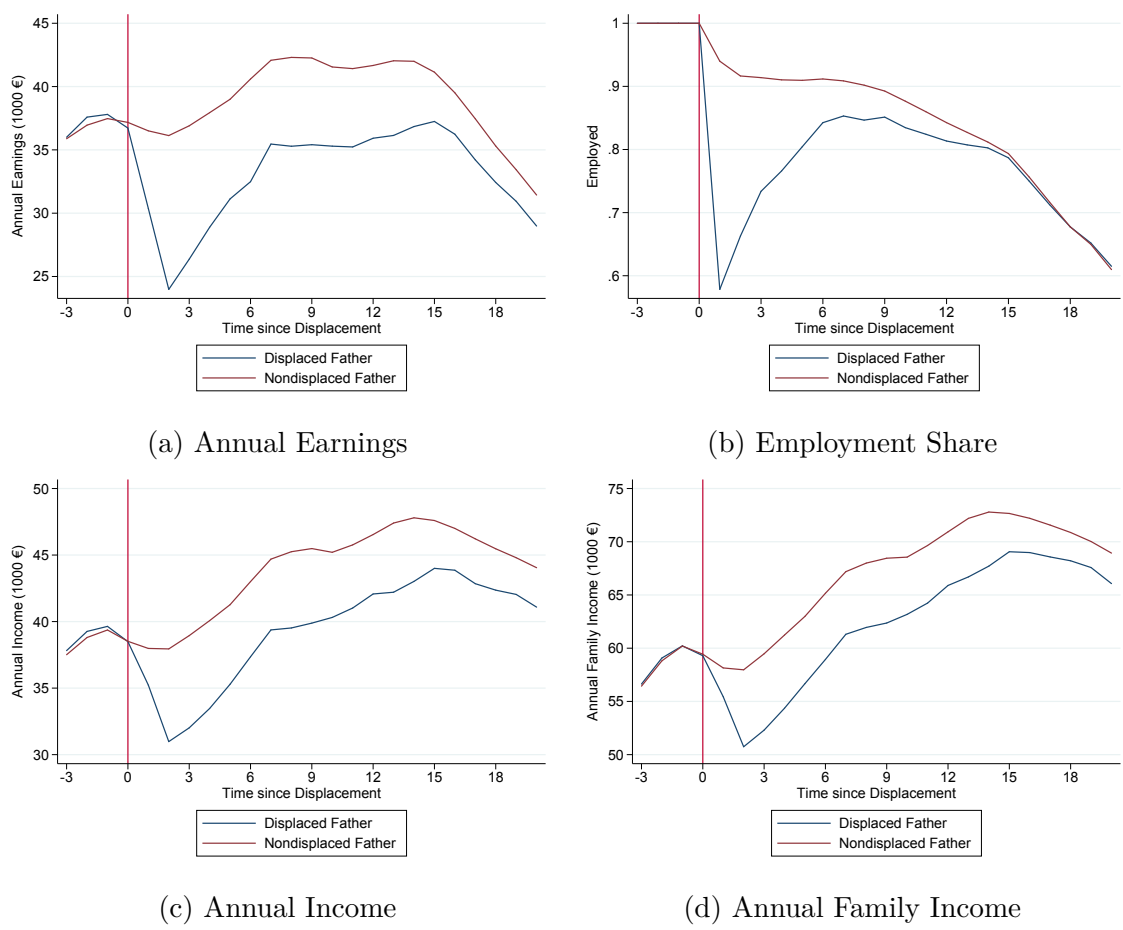 45
40
35
30
25
Annual Earnings (1000 €)
-3 0 3 6 9 12 15 18
Time since Displacement
Displaced Father
Nondisplaced Father
(a) Annual Earnings
1
.9
.8
.7
.6
Employed
-3 0 3 6 9 12 15 18
Time since Displacement
Displaced Father
Nondisplaced Father
(b) Employment Share
50
45
40
35
30
Annual Income (1000 €)
-3 0 3 6 9 12 15 18
Time since Displacement
Displaced Father
Nondisplaced Father
(c) Annual Income
75
70
65
60
55
50
Annual Family Income (1000 €)
-3 0 3 6 9 12 15 18
Time since Displacement
Displaced Father
Nondisplaced Father
(d) Annual Family Income